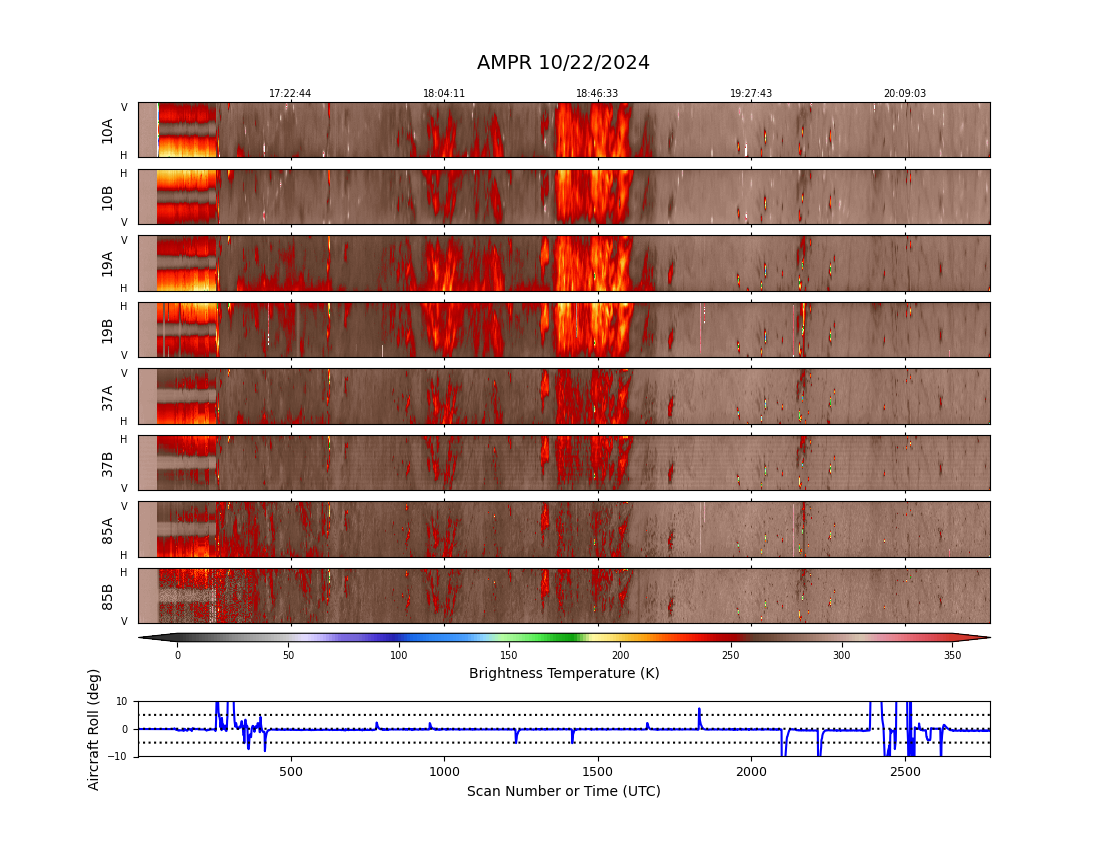 AMPR 10/22/2024
17:22:44 18:04:11 18:46:33 19:27:43 20:09:03
V
10A
H
H
10B
V
V
19A
H
H
19B
V
V
37A
H
H
37B
V
V
85A
H
H
85B
V
0 50 100 150 200 250 300 350
Brightness Temperature (K)
Aircraft Roll (deg)
10
0
−10
500 1000 1500 2000 2500
Scan Number or Time (UTC)